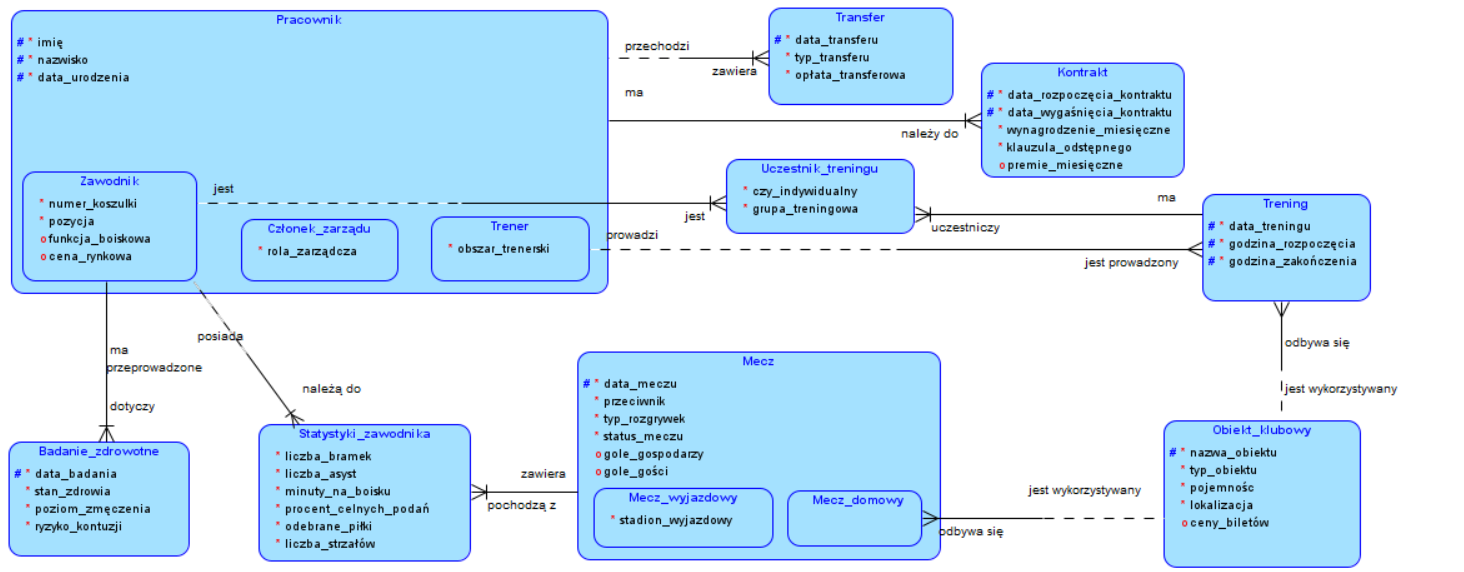 Pracownik
# * imię
# * nazwisko
# * data_urodzenia
Zawodnik
* numer_koszulki
* pozycja
o funkcja_boiskowa
o cena_rynkowa
Członek_zarządu
* rola_zarządcza
Trener
* obszar_trenerski
przechodzi
zawiera
Transfer
# * data_transferu
* typ_transferu
* opłata_transferowa
ma
należy do
Kontrakt
# * data_rozpoczęcia_kontraktu
# * data_wygaśnięcia_kontraktu
* wynagrodzenie_miesięczne
* klauzula_odstępnego
o premie_miesięczne
jest
jest
Uczestnik_treningu
* czy_indywidualny
* grupa_treningowa
ma
uczestniczy
prowadzi
jest prowadzony
Trening
# * data_treningu
# * godzina_rozpoczęcia
# * godzina_zakończenia
odbywa się
jest wykorzystywany
ma
przeprowadzone
dotyczy
posiada
należą do
Badanie_zdrowotne
# * data_badania
* stan_zdrowia
* poziom_zmęczenia
* ryzyko_kontuzji
Statystyki_zawodnika
* liczba_bramek
* liczba_asyst
* minuty_na_boisku
* procent_celnych_podań
* odebrane_piłki
* liczba_strzałów
zawiera
pochodzą z
Mecz
# * data_meczu
* przeciwnik
* typ_rozgrywek
* status_meczu
o gole_gospodarzy
o gole_gości
Mecz_wyjazdowy
* stadion_wyjazdowy
Mecz_domowy
jest wykorzystywany
odbywa się
Obiekt_klubowy
# * nazwa_obiektu
* typ_obiektu
* pojemnośc
* lokalizacja
o ceny_biletów